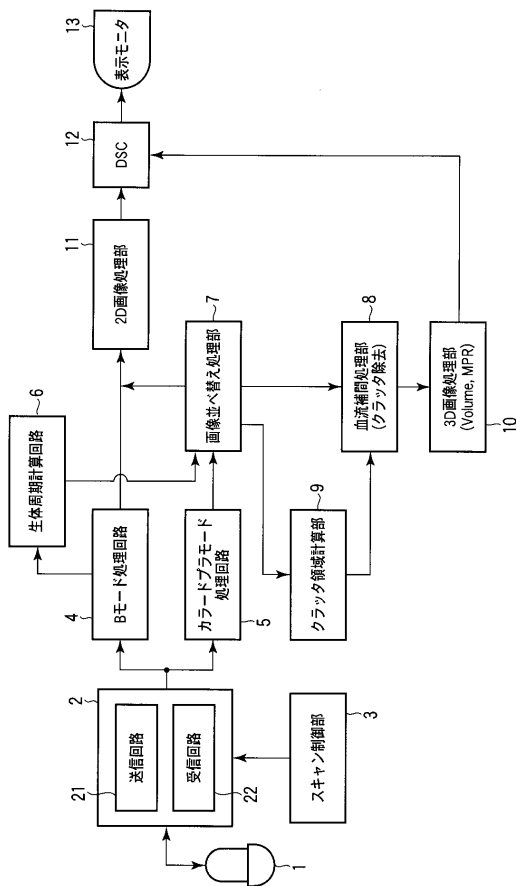 1
2
送信回路
21
受信回路
22
スキャン制御部
3
Bモード処理回路
4
カラードプラモード
処理回路
5
生体周期計算回路
6
画像並べ替え処理部
7
血流補間処理部
(クラッタ除去)
8
クラッタ領域計算部
9
3D画像処理部
(Volume, MPR)
10
2D画像処理部
11
DSC
12
表示モニタ
13